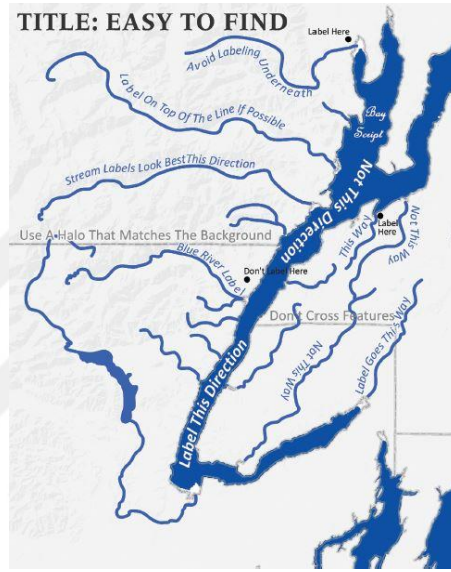 TITLE: EASY TO FIND
Label Here
Avoid Labeling Underneath
Label On Top Of The Line If Possible
Bay
Script
Stream Labels Look BestThis Direction
Not This Direction
Label
Here
This Way
Not This Way
Use A Halo That Matches The Background
Blue River Label
Don't Label Here
Don't Cross Features
Label This Direction
Not This Way
Label Goes This Way